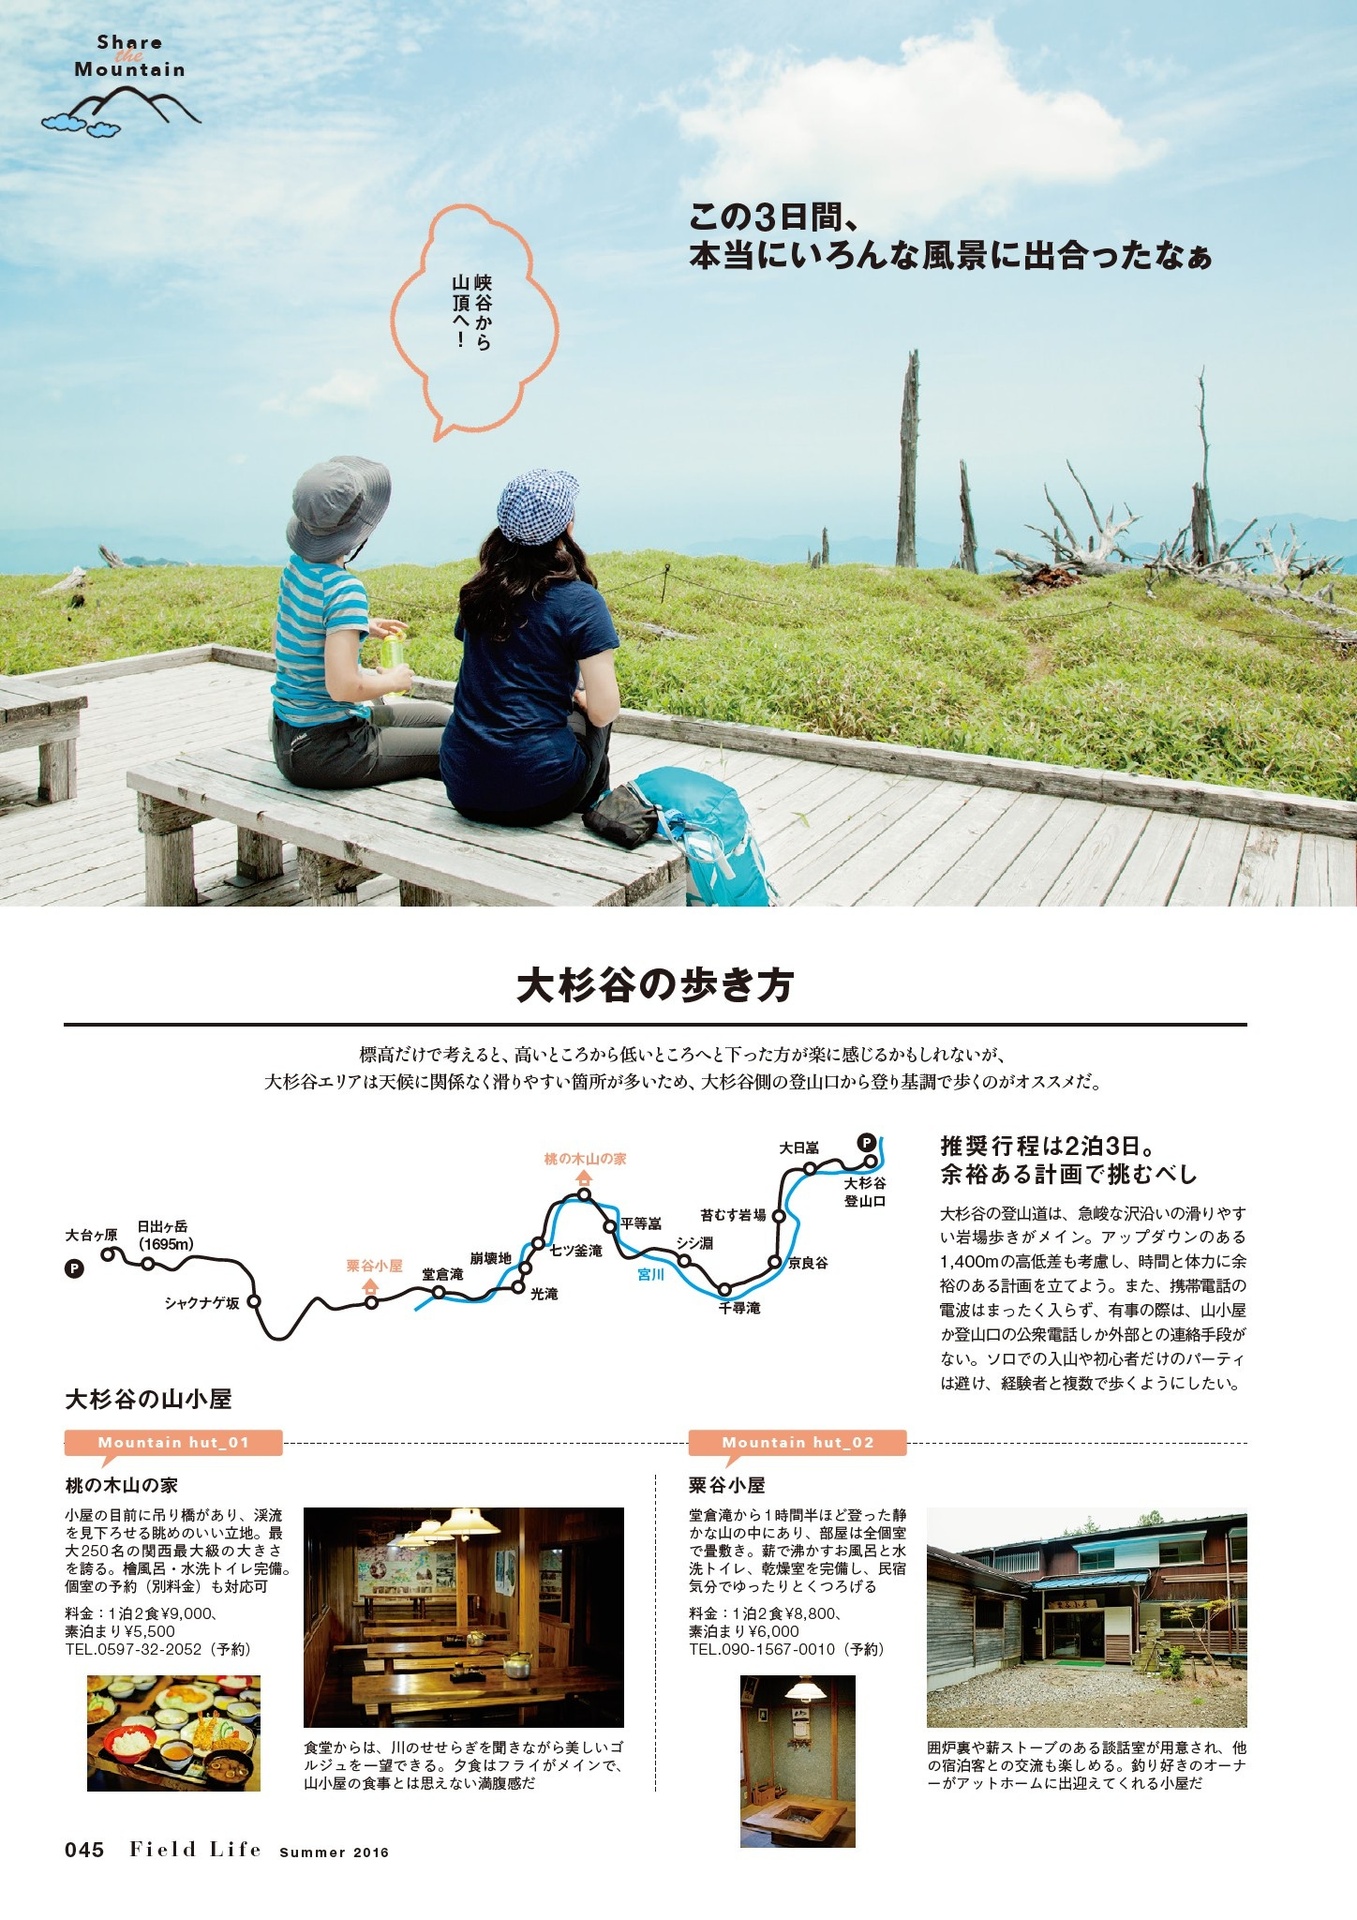 Share
the
Mountain
この3日間、
本当にいろんな風景に出合ったなぁ
峡谷から
山頂へ！
大杉谷の歩き方
標高だけで考えると、高いところから低いところへと下った方が楽に感じるかもしれないが、
大杉谷エリアは天候に関係なく滑りやすい箇所が多いため、大杉谷側の登山口から登り基調で歩くのがオススメだ。
大台ヶ原
P
日出ヶ岳
（1695m）
シャクナゲ坂
粟谷小屋
堂倉滝
崩壊地
光滝
七ツ釜滝
桃の木山の家
平等嵓
シシ淵
宮川
千尋滝
京良谷
苔むす岩場
大日嵓
P
大杉谷
登山口
推奨行程は2泊3日。
余裕ある計画で挑むべし
大杉谷の登山道は、急峻な沢沿いの滑りやす
い岩場歩きがメイン。アップダウンのある
1,400mの高低差も考慮し、時間と体力に余
裕のある計画を立てよう。また、携帯電話の
電波はまったく入らず、有事の際は、山小屋
か登山口の公衆電話しか外部との連絡手段が
ない。ソロでの入山や初心者だけのパーティ
は避け、経験者と複数で歩くようにしたい。
大杉谷の山小屋
Mountain hut_01
桃の木山の家
小屋の目前に吊り橋があり、渓流
を見下ろせる眺めのいい立地。最
大250名の関西最大級の大きさ
を誇る。檜風呂・水洗トイレ完備。
個室の予約（別料金）も対応可
料金：1泊2食¥9,000、
素泊まり¥5,500
TEL.0597-32-2052（予約）
食堂からは、川のせせらぎを聞きながら美しいゴ
ルジュを一望できる。夕食はフライがメインで、
山小屋の食事とは思えない満腹感だ
Mountain hut_02
粟谷小屋
堂倉滝から1時間半ほど登った静
かな山の中にあり、部屋は全個室
で畳敷き。薪で沸かすお風呂と水
洗トイレ、乾燥室を完備し、民宿
気分でゆったりとくつろげる
料金：1泊2食¥8,800、
素泊まり¥6,000
TEL.090-1567-0010（予約）
囲炉裏や薪ストーブのある談話室が用意され、他
の宿泊客との交流も楽しめる。釣り好きのオーナ
ーがアットホームに出迎えてくれる小屋だ
045 Field Life Summer 2016